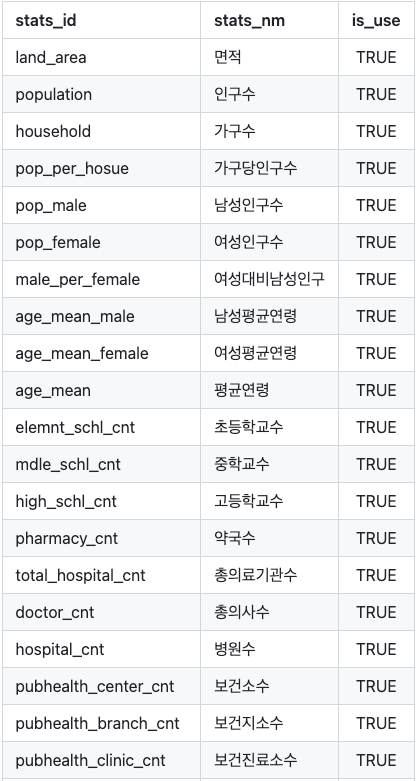 stats_id stats_nm is_use
land_area 면적 TRUE
population 인구수 TRUE
household 가구수 TRUE
pop_per_hosue 가구당인구수 TRUE
pop_male 남성인구수 TRUE
pop_female 여성인구수 TRUE
male_per_female 여성대비남성인구 TRUE
age_mean_male 남성평균연령 TRUE
age_mean_female 여성평균연령 TRUE
age_mean 평균연령 TRUE
elemnt_schl_cnt 초등학교수 TRUE
mdle_schl_cnt 중학교수 TRUE
high_schl_cnt 고등학교수 TRUE
pharmacy_cnt 약국수 TRUE
total_hospital_cnt 총의료기관수 TRUE
doctor_cnt 총의사수 TRUE
hospital_cnt 병원수 TRUE
pubhealth_center_cnt 보건소수 TRUE
pubhealth_branch_cnt 보건지소수 TRUE
pubhealth_clinic_cnt 보건진료소수 TRUE